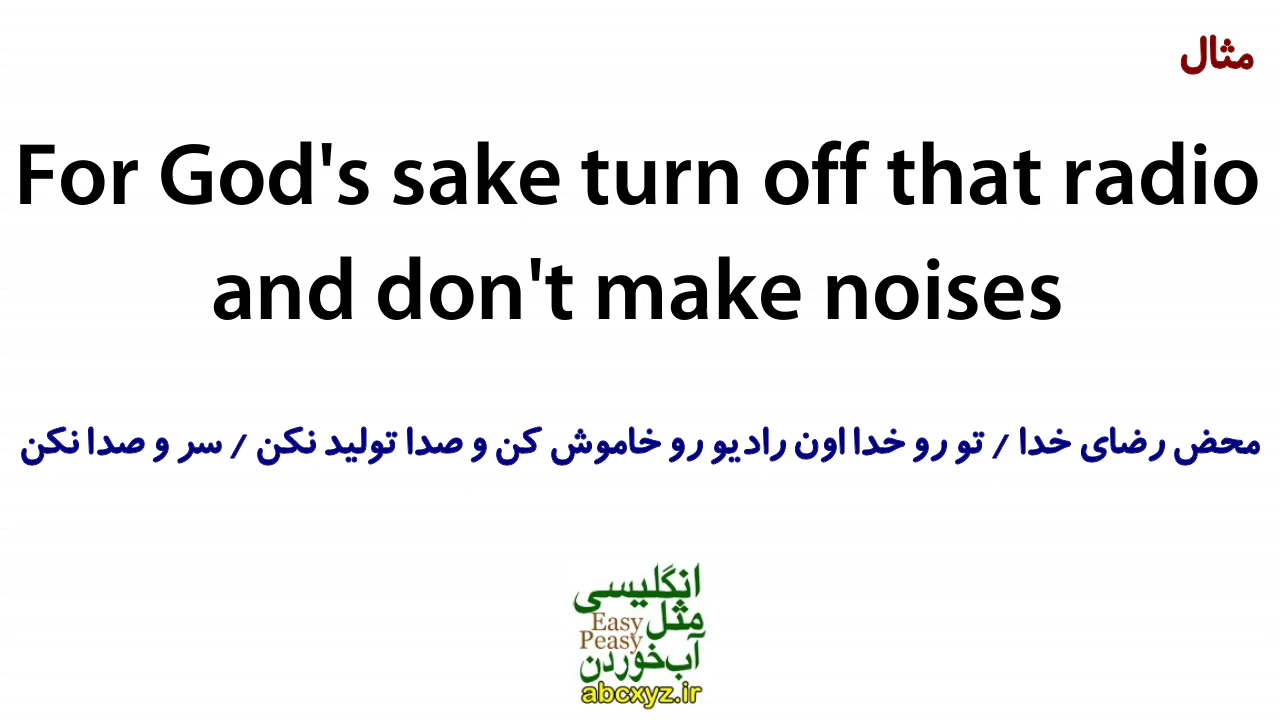 مثال
For God's sake turn off that radio
and don't make noises
محض رضای خدا / تو رو خدا اون رادیو رو خاموش کن و صدا تولید نکن / سر و صدا نکن
انگلیسی
مثل
Easy
Peasy
آب‌خوردن
abcxyz.ir